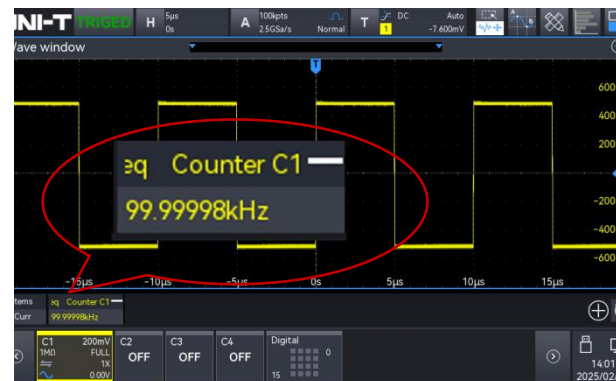 UNI-T TRIGED H 5μs 0s A 100kpts 2.5GSa/s Normal T DC 1 Auto -7.600mV
Wave window
T
600
400
200
-200
-400
-600
eq Counter C1
99.99998kHz
-15μs -10μs -5μs 0s 5μs 10μs 15μs
tems eq Counter C1
Curr 99.99998kHz
C1 200mV
1MΩ FULL
1X
0.00V
C2
OFF
C3
OFF
C4
OFF
Digital
0
15
14:01
2025/02/